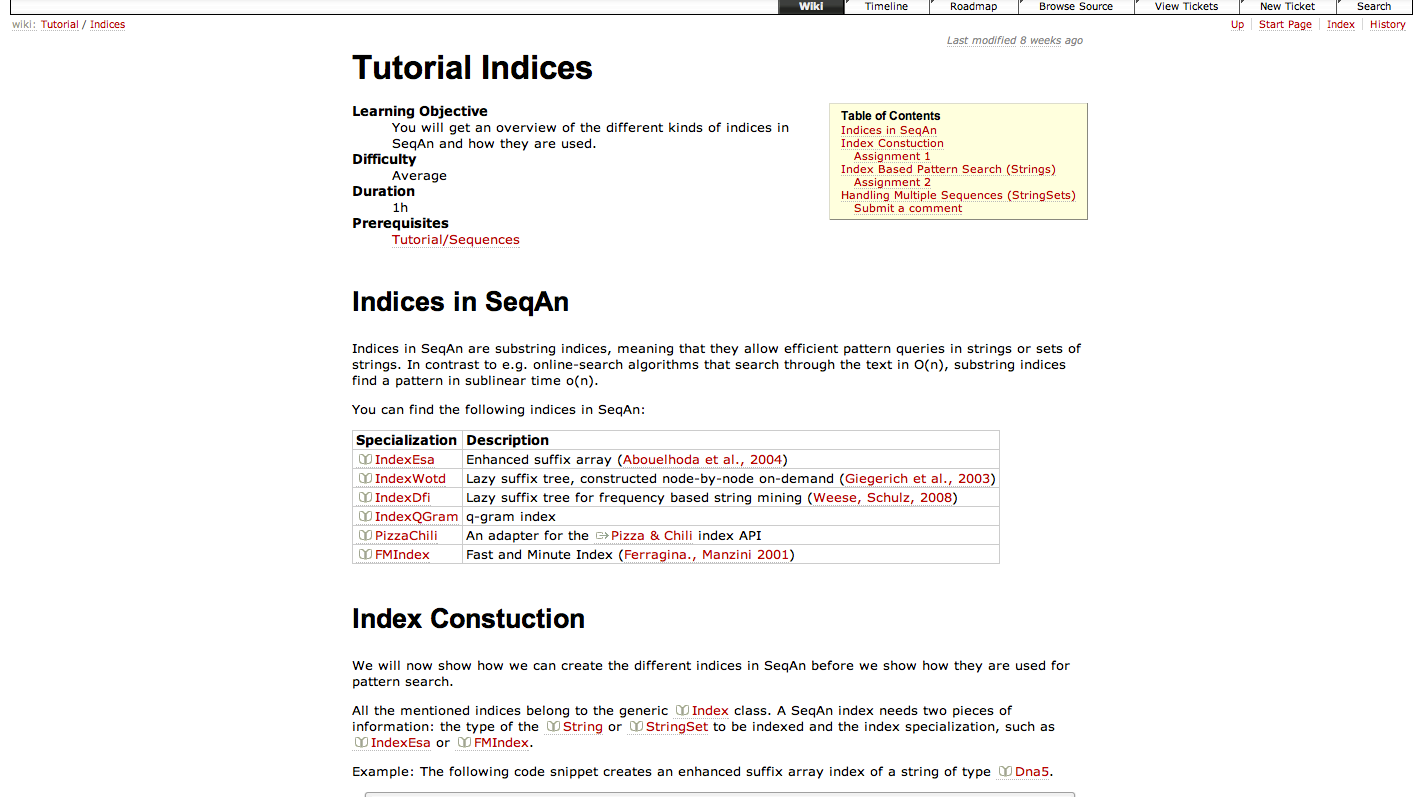 Wiki Timeline Roadmap Browse Source View Tickets New Ticket Search
wiki: Tutorial / Indices Up Start Page Index History
Last modified 8 weeks ago
Tutorial Indices
Learning Objective
You will get an overview of the different kinds of indices in
SeqAn and how they are used.
Difficulty
Average
Duration
1h
Prerequisites
Tutorial/Sequences
Table of Contents
Indices in SeqAn
Index Constuction
Assignment 1
Index Based Pattern Search (Strings)
Assignment 2
Handling Multiple Sequences (StringSets)
Submit a comment
Indices in SeqAn
Indices in SeqAn are substring indices, meaning that they allow efficient pattern queries in strings or sets of
strings. In contrast to e.g. online-search algorithms that search through the text in O(n), substring indices
find a pattern in sublinear time o(n).
You can find the following indices in SeqAn:
Specialization Description
IndexEsa Enhanced suffix array (Abouelhoda et al., 2004)
IndexWotd Lazy suffix tree, constructed node-by-node on-demand (Giegerich et al., 2003)
IndexDfi Lazy suffix tree for frequency based string mining (Weese, Schulz, 2008)
IndexQGram q-gram index
PizzaChili An adapter for the Pizza & Chili index API
FMIndex Fast and Minute Index (Ferragina., Manzini 2001)
Index Constuction
We will now show how we can create the different indices in SeqAn before we show how they are used for
pattern search.
All the mentioned indices belong to the generic Index class. A SeqAn index needs two pieces of
information: the type of the String or StringSet to be indexed and the index specialization, such as
IndexEsa or FMIndex.
Example: The following code snippet creates an enhanced suffix array index of a string of type Dna5.